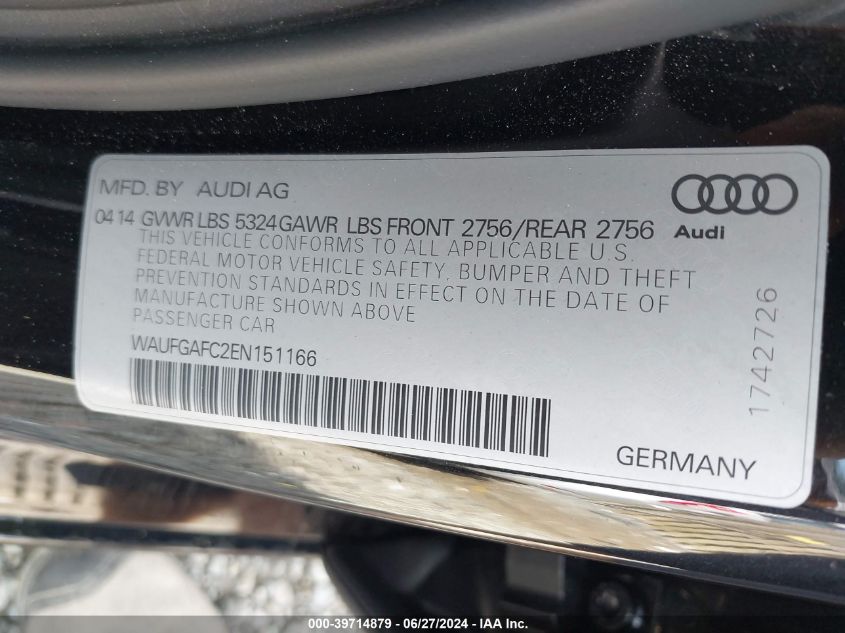 MFD. BY AUDI AG
04 14 GVWR LBS 5324 GAWR LBS FRONT 2756/REAR 2756
Audi
THIS VEHICLE CONFORMS TO ALL APPLICABLE U.S.
FEDERAL MOTOR VEHICLE SAFETY, BUMPER AND THEFT
PREVENTION STANDARDS IN EFFECT ON THE DATE OF
MANUFACTURE SHOWN ABOVE
PASSENGER CAR
WAUFGAFC2EN151166
1742726
GERMANY
000-39714879 - 06/27/2024 - IAA Inc.